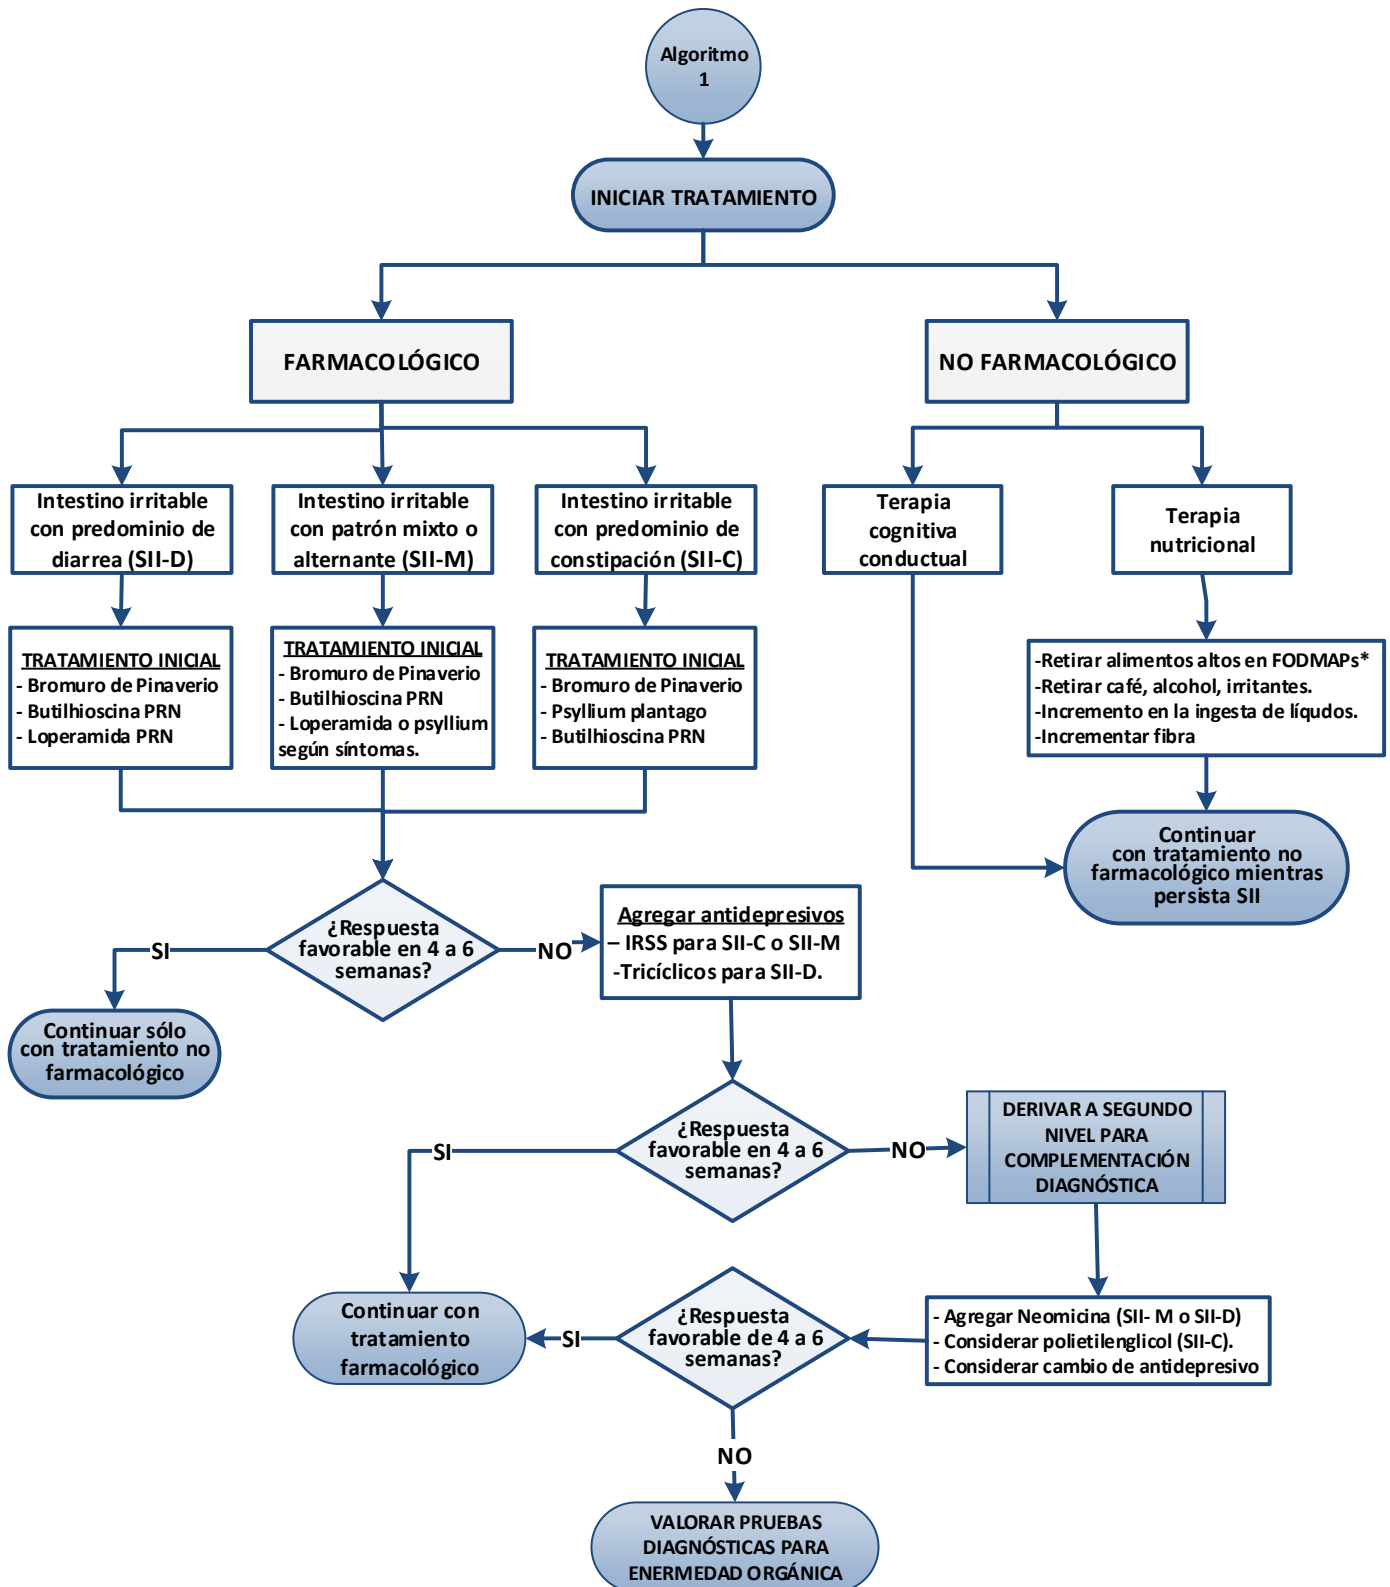 Algoritmo
1
INICIAR TRATAMIENTO
FARMACOLÓGICO
NO FARMACOLÓGICO
Intestino irritable
con predominio de
diarrea (SII-D)
Intestino irritable
con patrón mixto o
alternante (SII-M)
Intestino irritable
con predominio de
constipación (SII-C)
Terapia
cognitiva
conductual
Terapia
nutricional
TRATAMIENTO INICIAL
- Bromuro de Pinaverio
- Butilhioscina PRN
- Loperamida PRN
TRATAMIENTO INICIAL
- Bromuro de Pinaverio
- Butilhioscina PRN
- Loperamida o psyllium
según síntomas.
TRATAMIENTO INICIAL
- Bromuro de Pinaverio
- Psyllium plantago
- Butilhioscina PRN
-Retirar alimentos altos en FODMAPs*
-Retirar café, alcohol, irritantes.
-Incremento en la ingesta de líqudos.
-Incrementar fibra
Continuar
con tratamiento no
farmacológico mientras
persista SII
¿Respuesta
favorable en 4 a 6
semanas?
SI
NO
Agregar antidepresivos
– IRSS para SII-C o SII-M
-Tricíclicos para SII-D.
Continuar sólo
con tratamiento no
farmacológico
¿Respuesta
favorable en 4 a 6
semanas?
SI
NO
DERIVAR A SEGUNDO
NIVEL PARA
COMPLEMENTACIÓN
DIAGNÓSTICA
- Agregar Neomicina (SII- M o SII-D)
- Considerar polietilenglicol (SII-C).
- Considerar cambio de antidepresivo
¿Respuesta
favorable de 4 a 6
semanas?
SI
Continuar con
tratamiento
farmacológico
NO
VALORAR PRUEBAS
DIAGNÓSTICAS PARA
ENERMEDAD ORGÁNICA